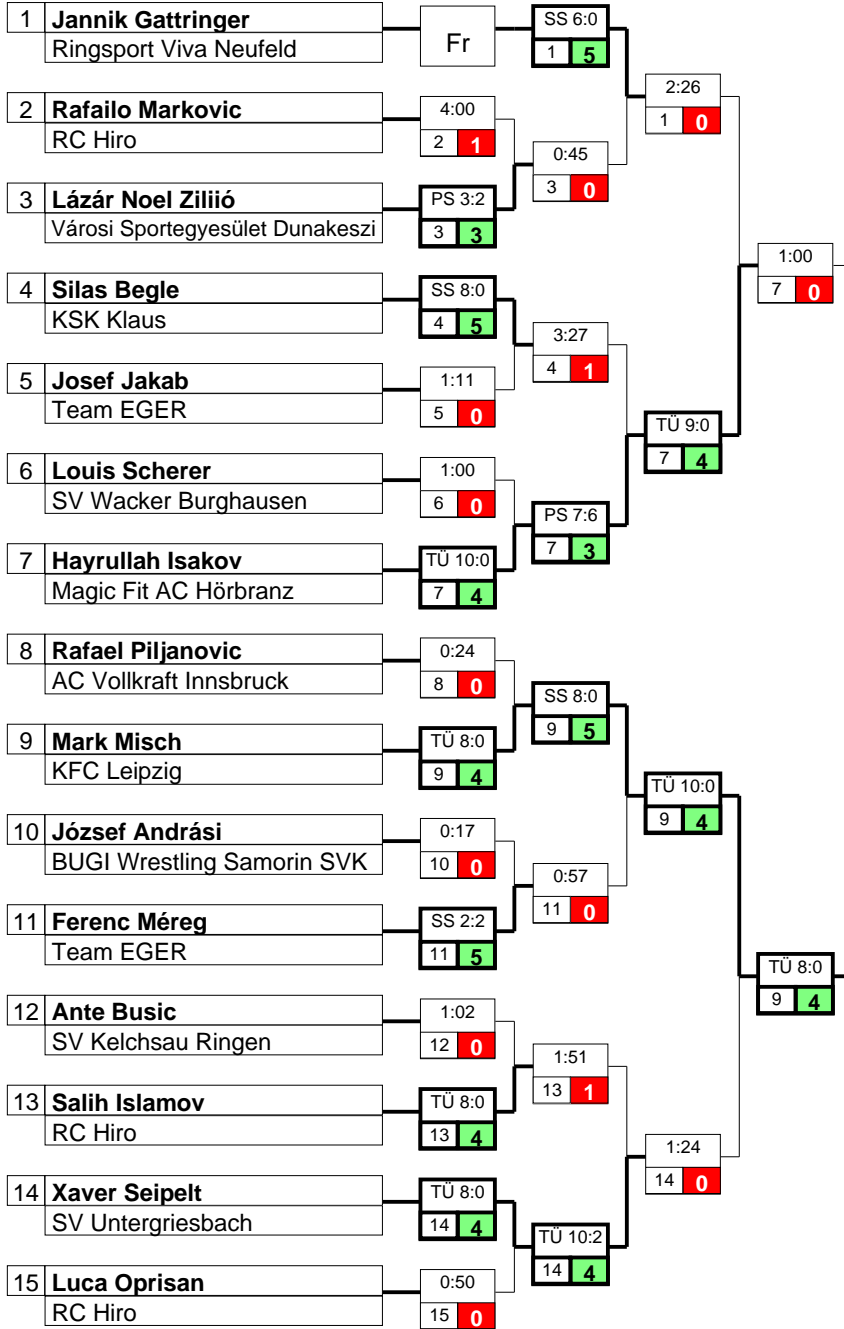 1 Jannik Gattringer
Ringsport Viva Neufeld
Fr
SS 6:0
1 5
2:26
1 0
2 Rafailo Markovic
RC Hiro
4:00
2 1
0:45
3 0
3 Lázár Noel Ziliió
Városi Sportegyesület Dunakeszi
PS 3:2
3 3
1:00
7 0
4 Silas Begle
KSK Klaus
SS 8:0
4 5
3:27
4 1
5 Josef Jakab
Team EGER
1:11
5 0
TÜ 9:0
7 4
6 Louis Scherer
SV Wacker Burghausen
1:00
6 0
PS 7:6
7 3
7 Hayrullah Isakov
Magic Fit AC Hörbranz
TÜ 10:0
7 4
8 Rafael Piljanovic
AC Vollkraft Innsbruck
0:24
8 0
SS 8:0
9 5
9 Mark Misch
KFC Leipzig
TÜ 8:0
9 4
TÜ 10:0
9 4
10 József Andrási
BUGI Wrestling Samorin SVK
0:17
10 0
0:57
11 0
11 Ferenc Méreg
Team EGER
SS 2:2
11 5
TÜ 8:0
9 4
12 Ante Busic
SV Kelchsau Ringen
1:02
12 0
1:51
13 1
13 Salih Islamov
RC Hiro
TÜ 8:0
13 4
1:24
14 0
14 Xaver Seipelt
SV Untergriesbach
TÜ 8:0
14 4
TÜ 10:2
14 4
15 Luca Oprisan
RC Hiro
0:50
15 0